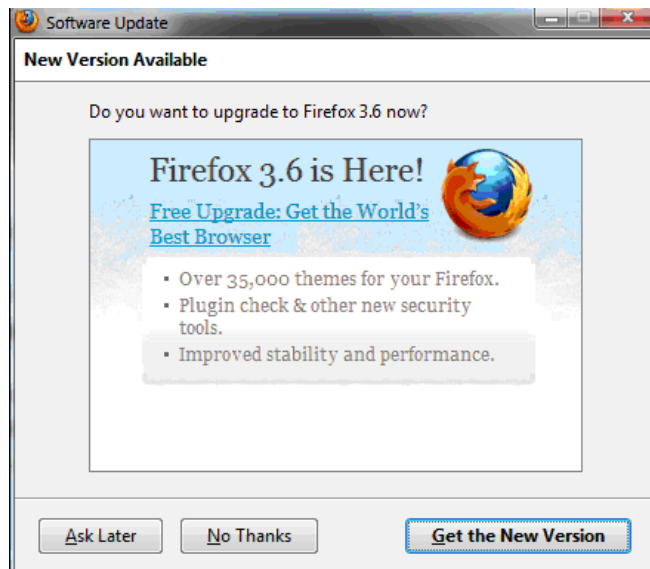 Software Update
New Version Available
Do you want to upgrade to Firefox 3.6 now?
Firefox 3.6 is Here!
Free Upgrade: Get the World's
Best Browser
▪ Over 35,000 themes for your Firefox.
▪ Plugin check & other new security
tools.
▪ Improved stability and performance.
Ask Later
No Thanks
Get the New Version